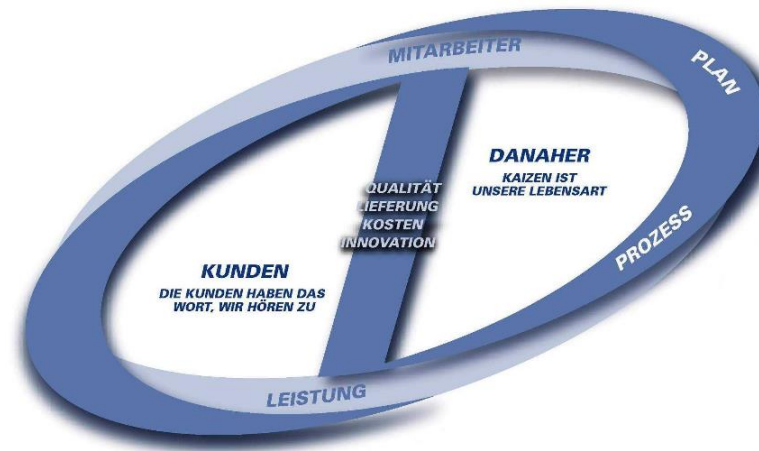 MITARBEITER
PLAN
DANAHER
KAIZEN IST
UNSERE LEBENSART
QUALITÄT
LIEFERUNG
KOSTEN
INNOVATION
PROZESS
KUNDEN
DIE KUNDEN HABEN DAS
WORT, WIR HÖREN ZU
LEISTUNG